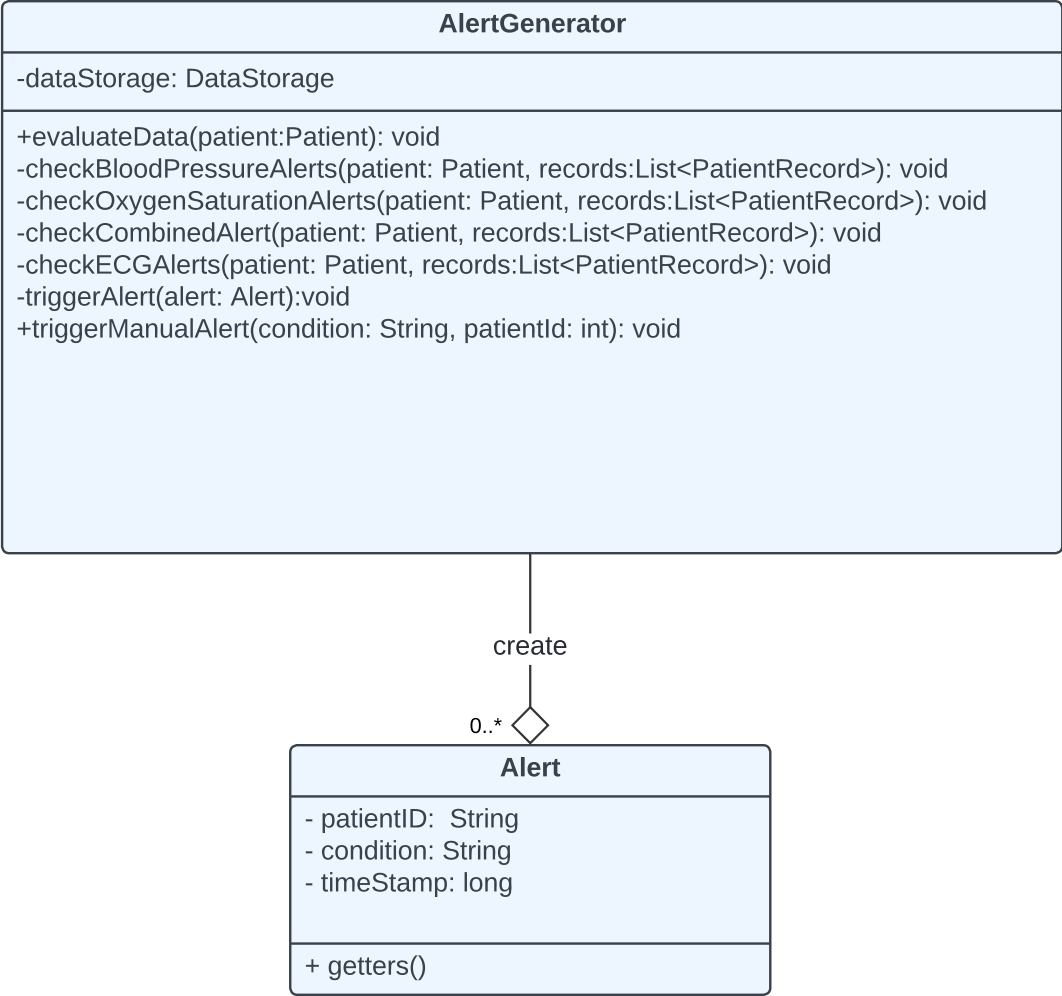 AlertGenerator
-dataStorage: DataStorage
+evaluateData(patient:Patient): void
-checkBloodPressureAlerts(patient: Patient, records:List<PatientRecord>): void
-checkOxygenSaturationAlerts(patient: Patient, records:List<PatientRecord>): void
-checkCombinedAlert(patient: Patient, records:List<PatientRecord>): void
-checkECGAlerts(patient: Patient, records:List<PatientRecord>): void
-triggerAlert(alert: Alert):void
+triggerManualAlert(condition: String, patientId: int): void
create
0..*
Alert
- patientID:  String
- condition: String
- timeStamp: long
+ getters()